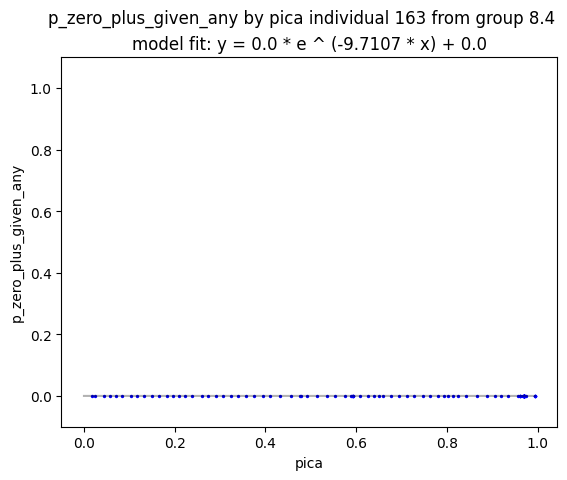 p_zero_plus_given_any by pica individual 163 from group 8.4
model fit: y = 0.0 * e ^ (-9.7107 * x) + 0.0
1.0
0.8
0.6
0.4
0.2
0.0
p_zero_plus_given_any
0.0 0.2 0.4 0.6 0.8 1.0
pica